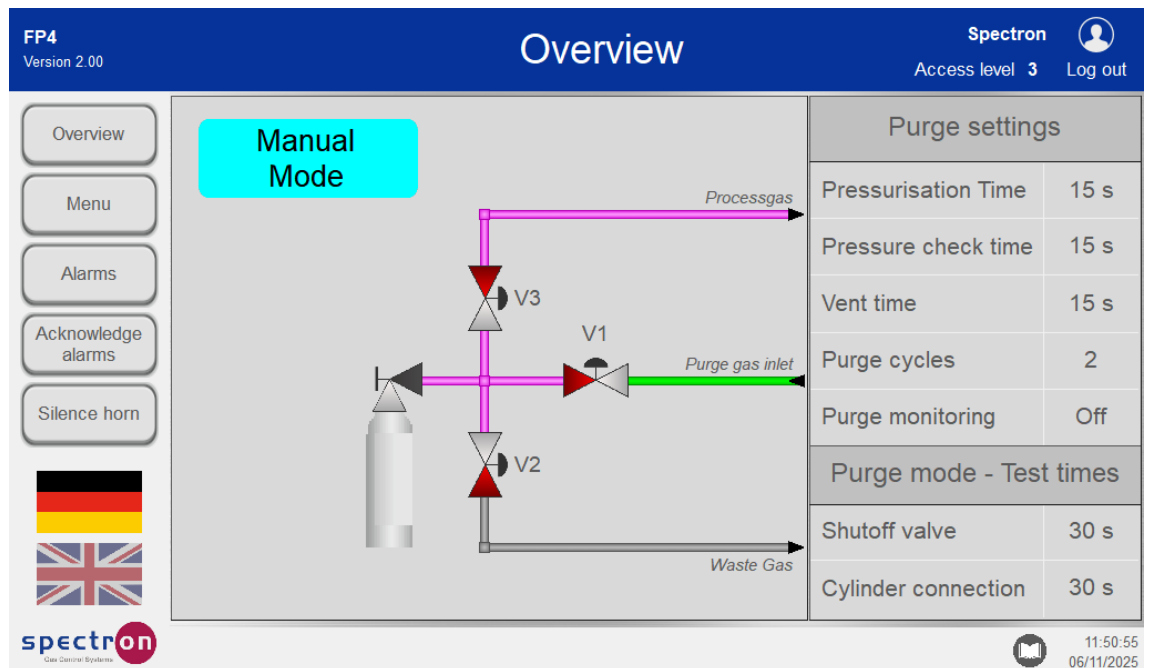 FP4
Version 2.00
Overview
Spectron
Access level 3
Log out
Overview
Menu
Alarms
Acknowledge
alarms
Silence horn
Manual
Mode
Processgas
V3
V1
Purge gas inlet
V2
Waste Gas
Purge settings
Pressurisation Time 15 s
Pressure check time 15 s
Vent time 15 s
Purge cycles 2
Purge monitoring Off
Purge mode - Test times
Shutoff valve 30 s
Cylinder connection 30 s
spectron
Gas Control Systems
11:50:55
06/11/2025